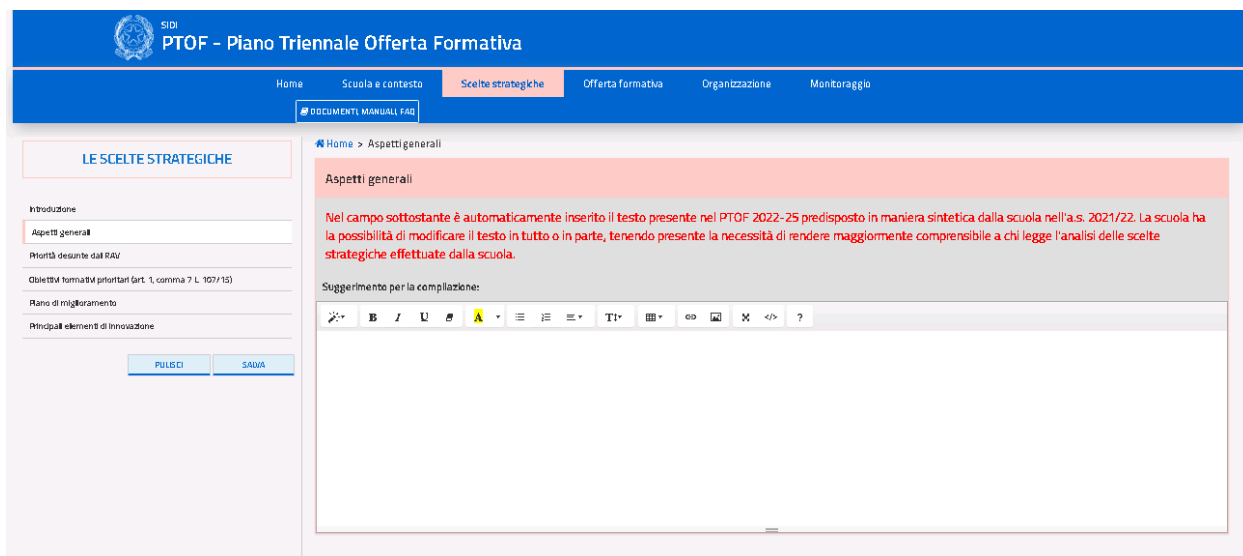 SIDI
PTOF - Piano Triennale Offerta Formativa
Home Scuola e contesto Scelte strategiche Offerta formativa Organizzazione Monitoraggio
DOCUMENTI, MANUALI, FAQ
LE SCELTE STRATEGICHE
Introduzione
Aspetti generali
Priorità desunte dal RAV
Obiettivi formativi prioritari (art. 1, comma 7 L. 107/15)
Piano di miglioramento
Principali elementi di innovazione
PULISCI SALVA
Home > Aspetti generali
Aspetti generali
Nel campo sottostante è automaticamente inserito il testo presente nel PTOF 2022-25 predisposto in maniera sintetica dalla scuola nell'a.s. 2021/22. La scuola ha
la possibilità di modificare il testo in tutto o in parte, tenendo presente la necessità di rendere maggiormente comprensibile a chi legge l'analisi delle scelte
strategiche effettuate dalla scuola.
Suggerimento per la compilazione:
B I U A TI ?